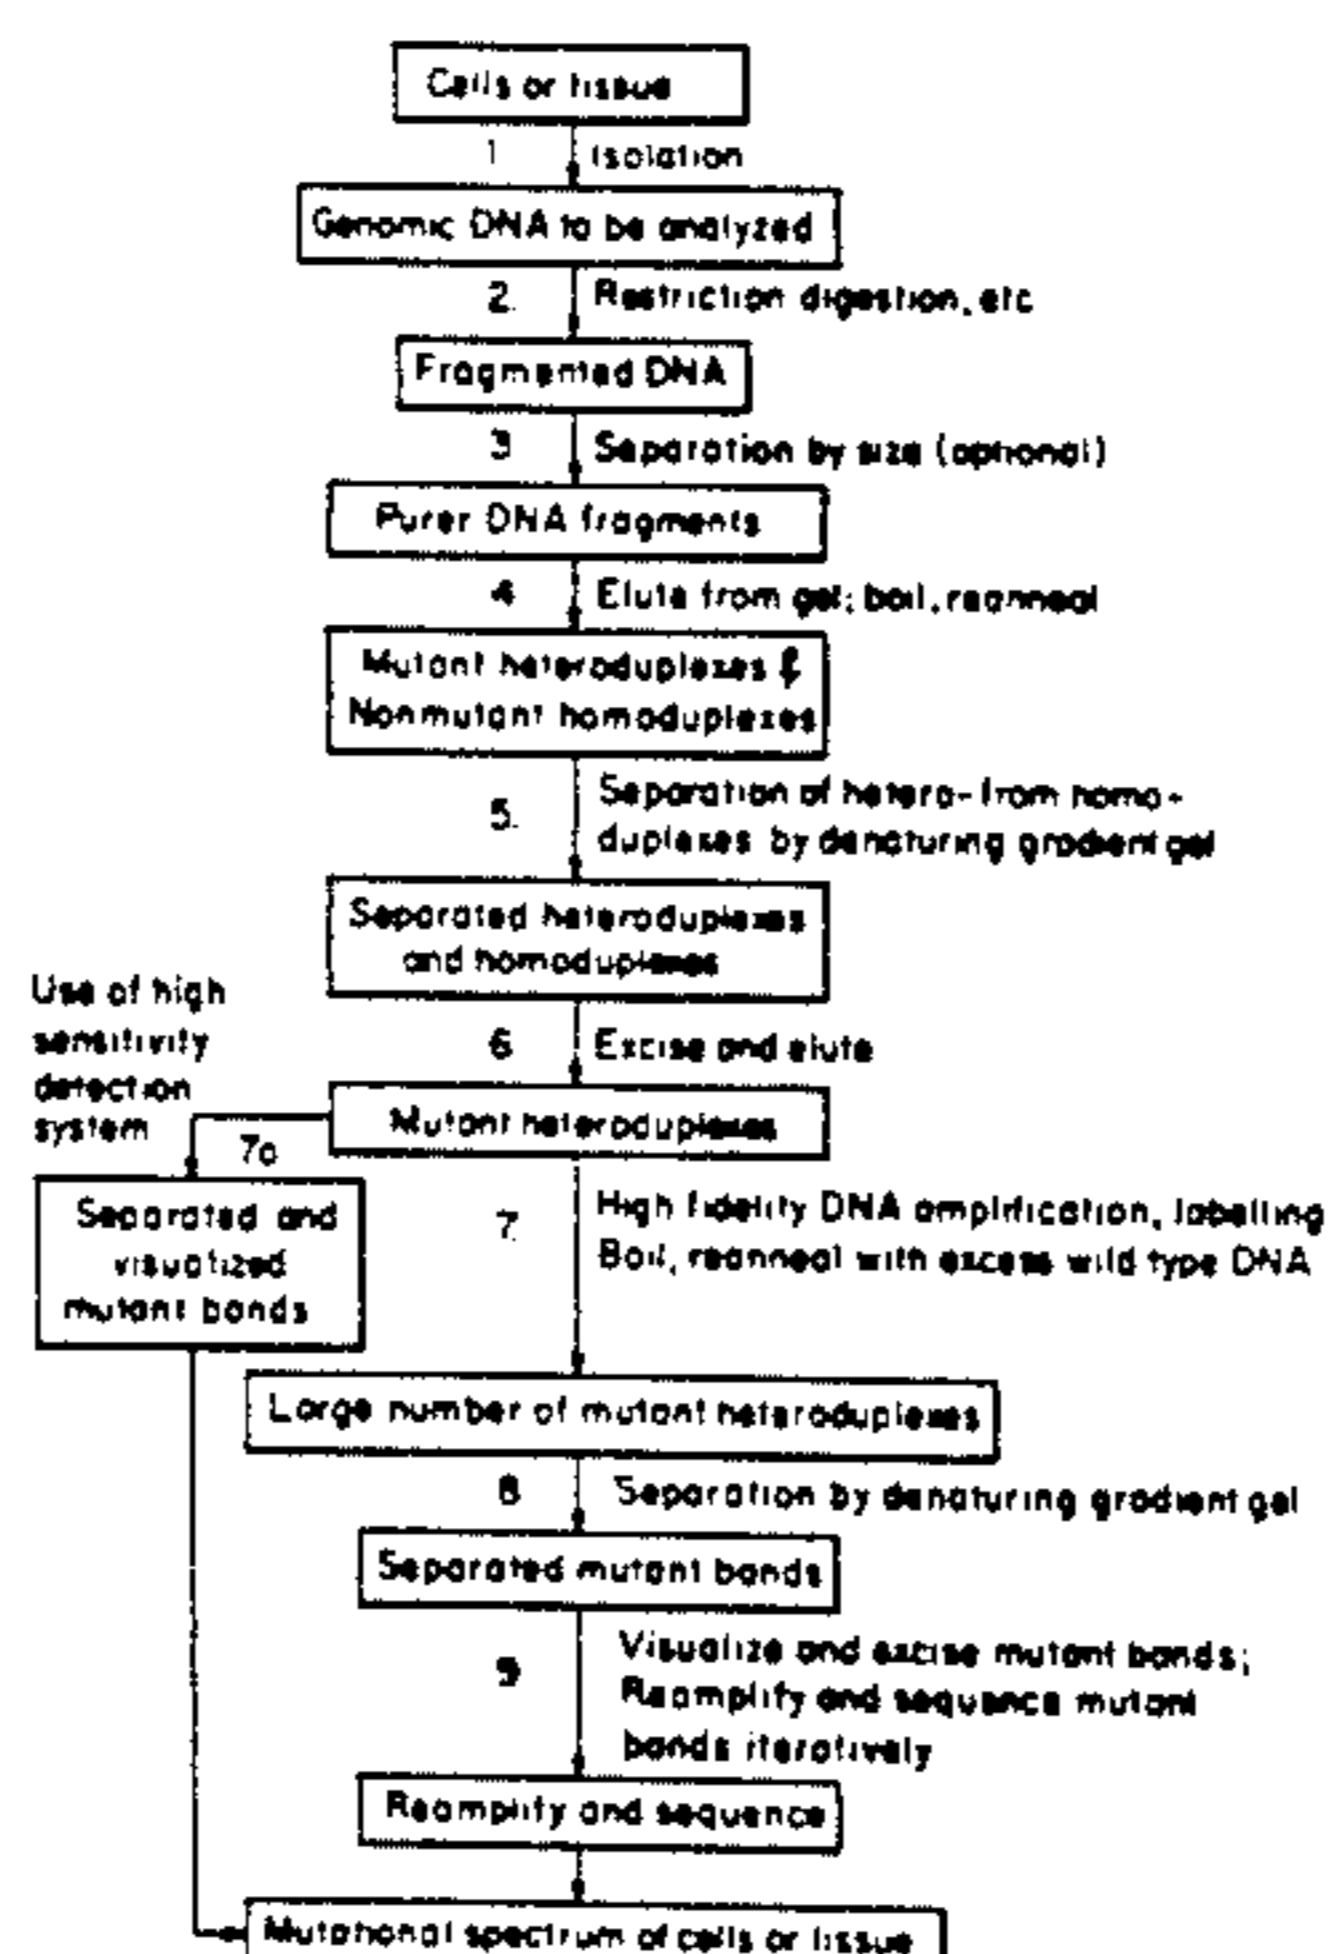 Cells or tissue
1 Isolation
Genomic DNA to be analyzed
2. Restriction digestion, etc
Fragmented DNA
3 Separation by size (optional)
Purer DNA fragments
4 Elute from gel; boil, reanneal
Mutant heteroduplexes &
Nonmutant homoduplexes
5. Separation of hetero- from homo-
duplexes by denaturing gradient gel
Separated heteroduplexes
and homoduplexes
6 Excise and elute
Mutant heteroduplexes
Use of high
sensitivity
detection
system
7a
Separated and
visualized
mutant bands
7. High fidelity DNA amplification, labelling
Boil, reanneal with excess wild type DNA
Large number of mutant heteroduplexes
8 Separation by denaturing gradient gel
Separated mutant bands
9 Visualize and excise mutant bands;
Reamplify and sequence mutant
bands iteratively
Reamplify and sequence
Mutational spectrum of cells or tissue